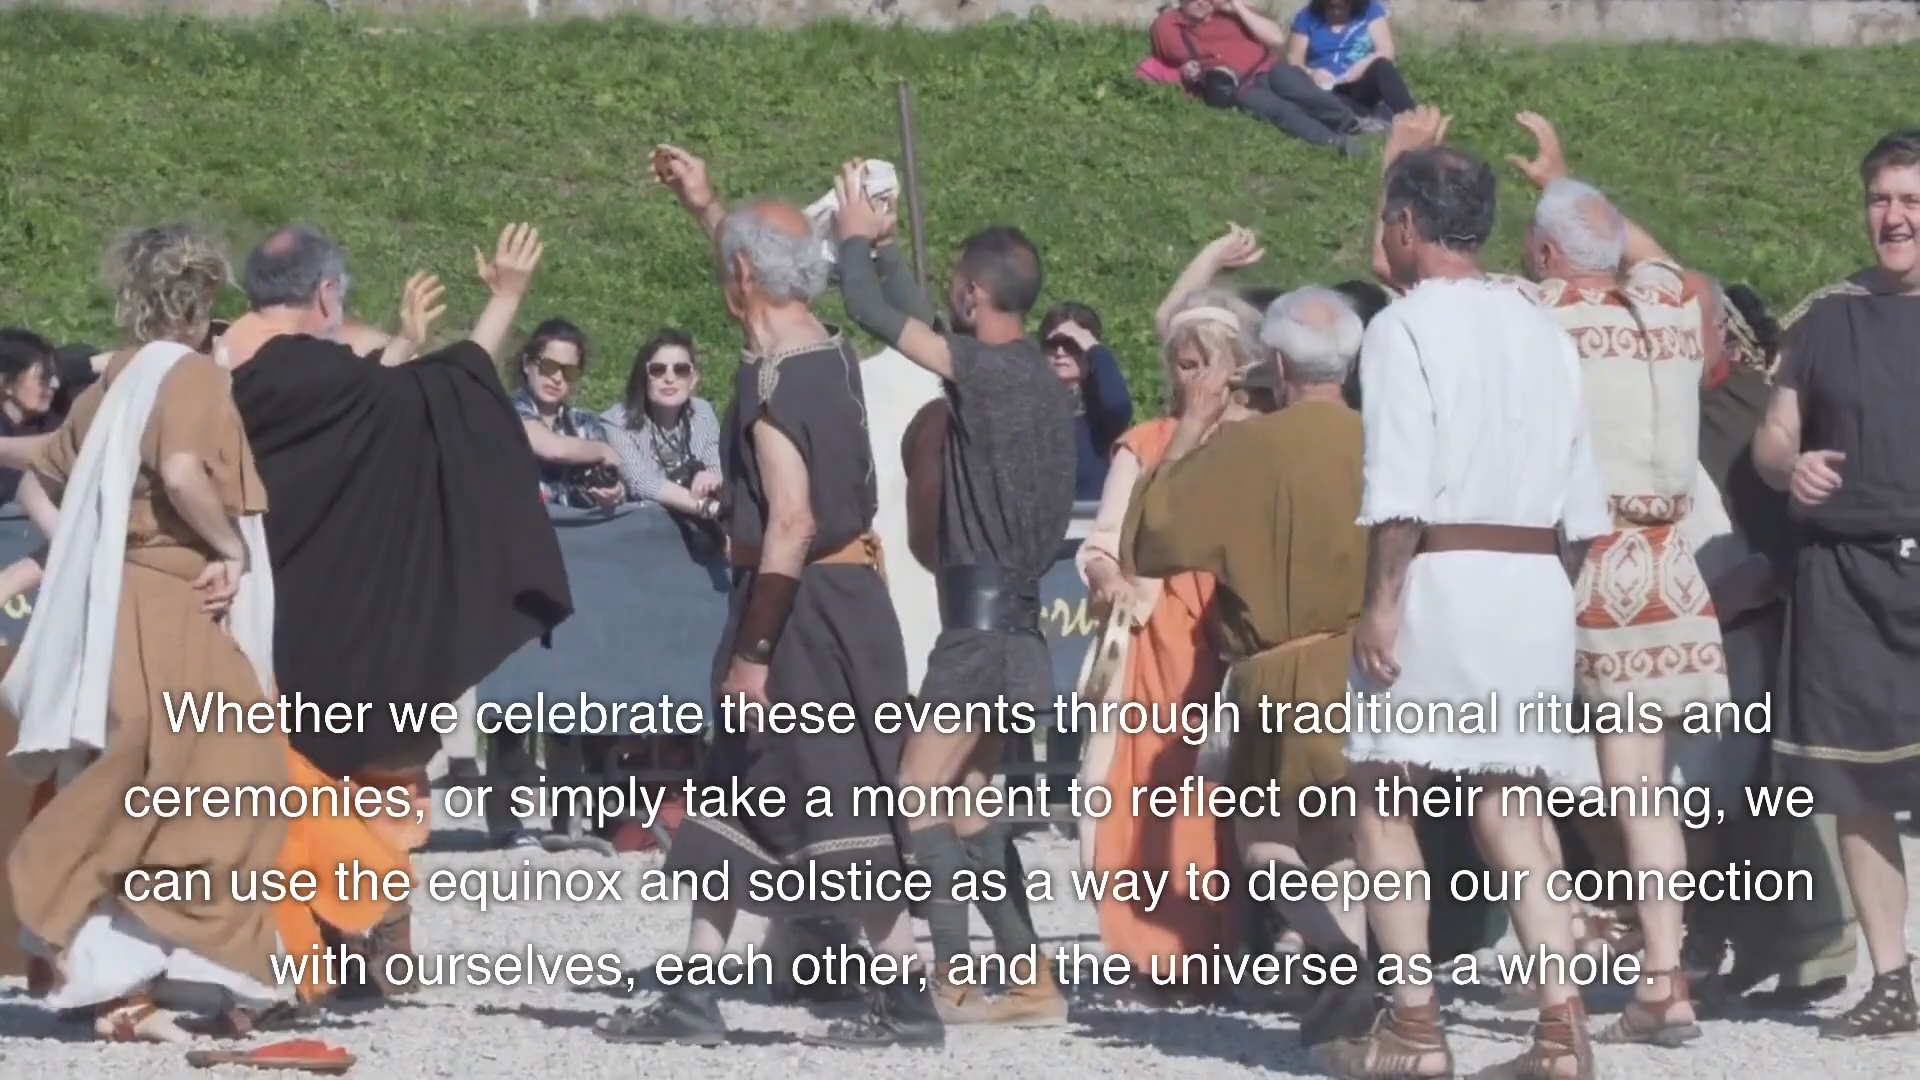 Whether we celebrate these events through traditional rituals and
ceremonies, or simply take a moment to reflect on their meaning, we
can use the equinox and solstice as a way to deepen our connection
with ourselves, each other, and the universe as a whole.